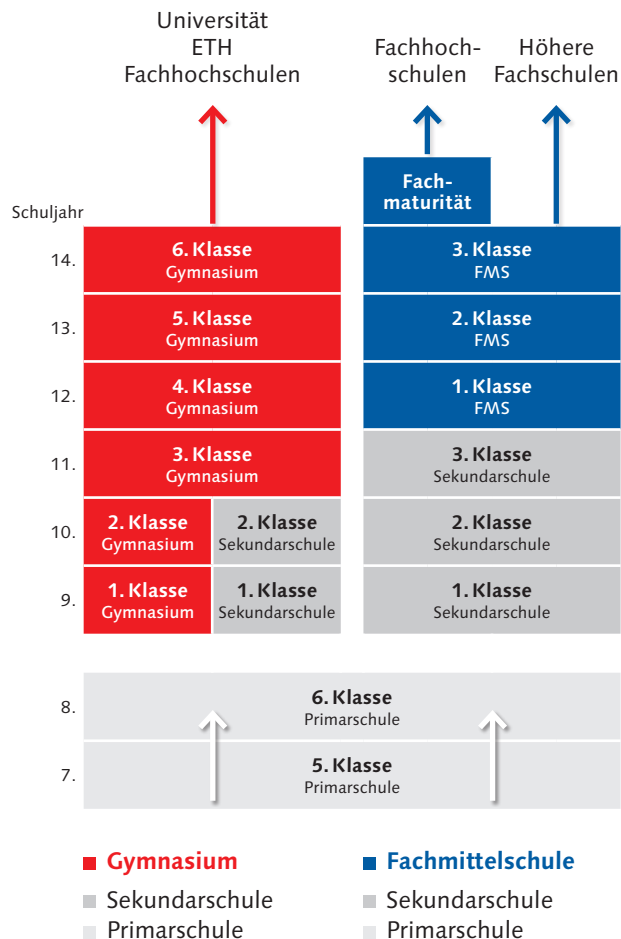 Universität
ETH
Fachhochschulen
Fachhoch-
schulen
Höhere
Fachschulen
Fach-
maturität
Schuljahr
14.
6. Klasse
Gymnasium
3. Klasse
FMS
13.
5. Klasse
Gymnasium
2. Klasse
FMS
12.
4. Klasse
Gymnasium
1. Klasse
FMS
11.
3. Klasse
Gymnasium
3. Klasse
Sekundarschule
10.
2. Klasse
Gymnasium
2. Klasse
Sekundarschule
2. Klasse
Sekundarschule
9.
1. Klasse
Gymnasium
1. Klasse
Sekundarschule
1. Klasse
Sekundarschule
8.
6. Klasse
Primarschule
7.
5. Klasse
Primarschule
Gymnasium
Sekundarschule
Primarschule
Fachmittelschule
Sekundarschule
Primarschule